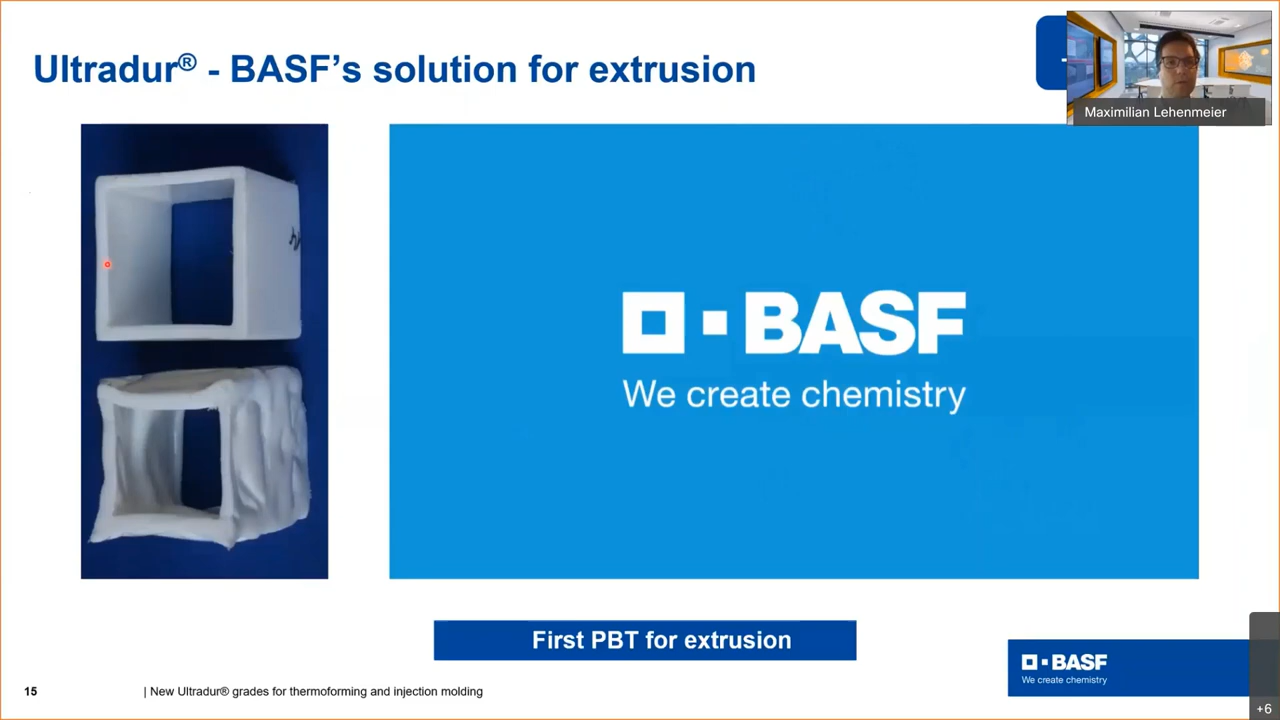 Ultradur® - BASF's solution for extrusion
Maximilian Lehenmeier
BASF
We create chemistry
First PBT for extrusion
15
| New Ultradur® grades for thermoforming and injection molding
BASF
We create chemistry
+6